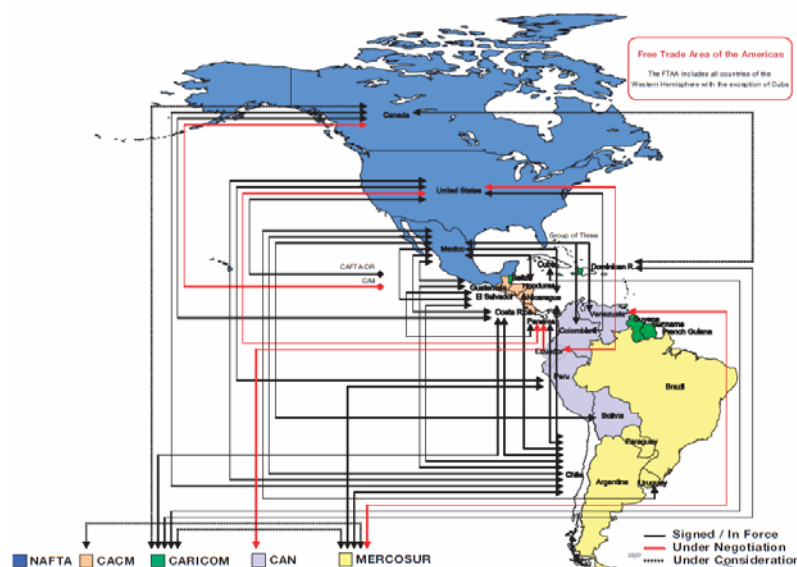 Free Trade Area of the Americas
The FTAA includes all countries of the
Western Hemisphere with the exception of Cuba
Canada
United States
Group of Three
Mexico
CAFTA-DR
CA4
Cuba
Dominican R.
Belize
Guatemala
Honduras
El Salvador
Nicaragua
Costa Rica
Panama
Venezuela
Guyana
Suriname
French Guiana
Colombia
Ecuador
Peru
Brazil
Bolivia
Paraguay
Chile
Argentina
Uruguay
Signed / In Force
Under Negotiation
Under Consideration
NAFTA
CACM
CARICOM
CAN
MERCOSUR